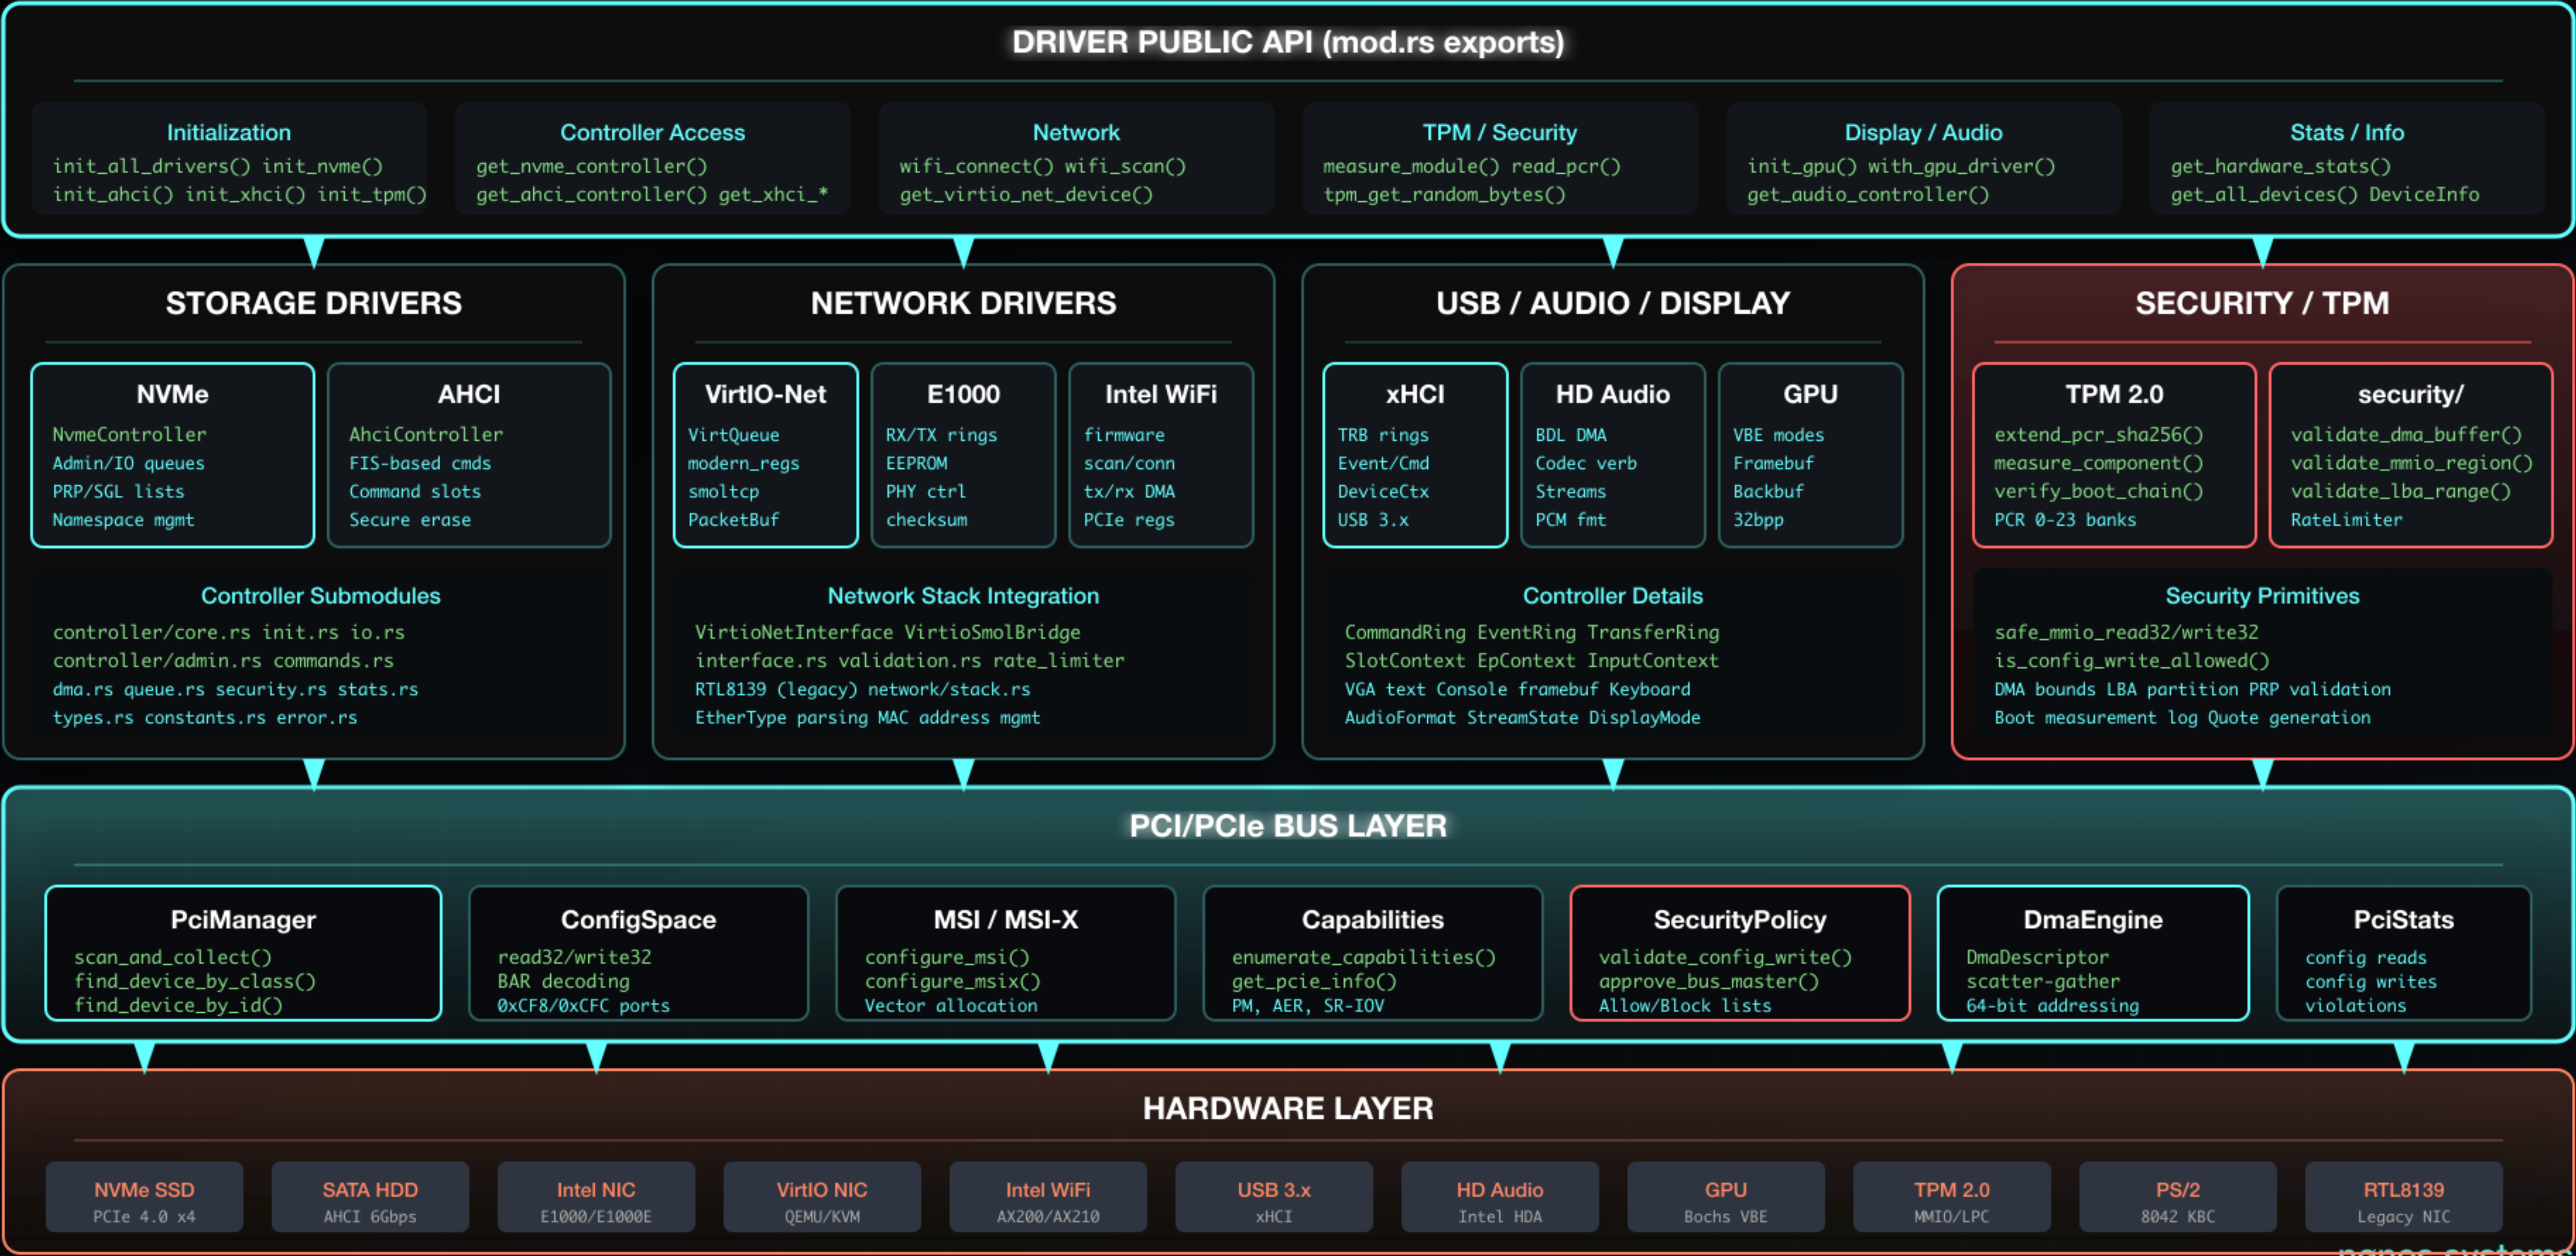 DRIVER PUBLIC API (mod.rs exports)
Initialization
init_all_drivers() init_nvme()
init_ahci() init_xhci() init_tpm()
Controller Access
get_nvme_controller()
get_ahci_controller() get_xhci_*
Network
wifi_connect() wifi_scan()
get_virtio_net_device()
TPM / Security
measure_module() read_pcr()
tpm_get_random_bytes()
Display / Audio
init_gpu() with_gpu_driver()
get_audio_controller()
Stats / Info
get_hardware_stats()
get_all_devices() DeviceInfo
STORAGE DRIVERS
NVMe
NvmeController
Admin/IO queues
PRP/SGL lists
Namespace mgmt
AHCI
AhciController
FIS-based cmds
Command slots
Secure erase
Controller Submodules
controller/core.rs init.rs io.rs
controller/admin.rs commands.rs
dma.rs queue.rs security.rs stats.rs
types.rs constants.rs error.rs
NETWORK DRIVERS
VirtIO-Net
VirtQueue
modern_regs
smoltcp
PacketBuf
E1000
RX/TX rings
EEPROM
PHY ctrl
checksum
Intel WiFi
firmware
scan/conn
tx/rx DMA
PCIe regs
Network Stack Integration
VirtioNetInterface VirtioSmolBridge
interface.rs validation.rs rate_limiter
RTL8139 (legacy) network/stack.rs
EtherType parsing MAC address mgmt
USB / AUDIO / DISPLAY
xHCI
TRB rings
Event/Cmd
DeviceCtx
USB 3.x
HD Audio
BDL DMA
Codec verb
Streams
PCM fmt
GPU
VBE modes
Framebuf
Backbuf
32bpp
Controller Details
CommandRing EventRing TransferRing
SlotContext EpContext InputContext
VGA text Console framebuf Keyboard
AudioFormat StreamState DisplayMode
SECURITY / TPM
TPM 2.0
extend_pcr_sha256()
measure_component()
verify_boot_chain()
PCR 0-23 banks
security/
validate_dma_buffer()
validate_mmio_region()
validate_lba_range()
RateLimiter
Security Primitives
safe_mmio_read32/write32
is_config_write_allowed()
DMA bounds LBA partition PRP validation
Boot measurement log Quote generation
PCI/PCIe BUS LAYER
PciManager
scan_and_collect()
find_device_by_class()
find_device_by_id()
ConfigSpace
read32/write32
BAR decoding
0xCF8/0xCFC ports
MSI / MSI-X
configure_msi()
configure_msix()
Vector allocation
Capabilities
enumerate_capabilities()
get_pcie_info()
PM, AER, SR-IOV
SecurityPolicy
validate_config_write()
approve_bus_master()
Allow/Block lists
DmaEngine
DmaDescriptor
scatter-gather
64-bit addressing
PciStats
config reads
config writes
violations
HARDWARE LAYER
NVMe SSD
PCIe 4.0 x4
SATA HDD
AHCI 6Gbps
Intel NIC
E1000/E1000E
VirtIO NIC
QEMU/KVM
Intel WiFi
AX200/AX210
USB 3.x
xHCI
HD Audio
Intel HDA
GPU
Bochs VBE
TPM 2.0
MMIO/LPC
PS/2
8042 KBC
RTL8139
Legacy NIC